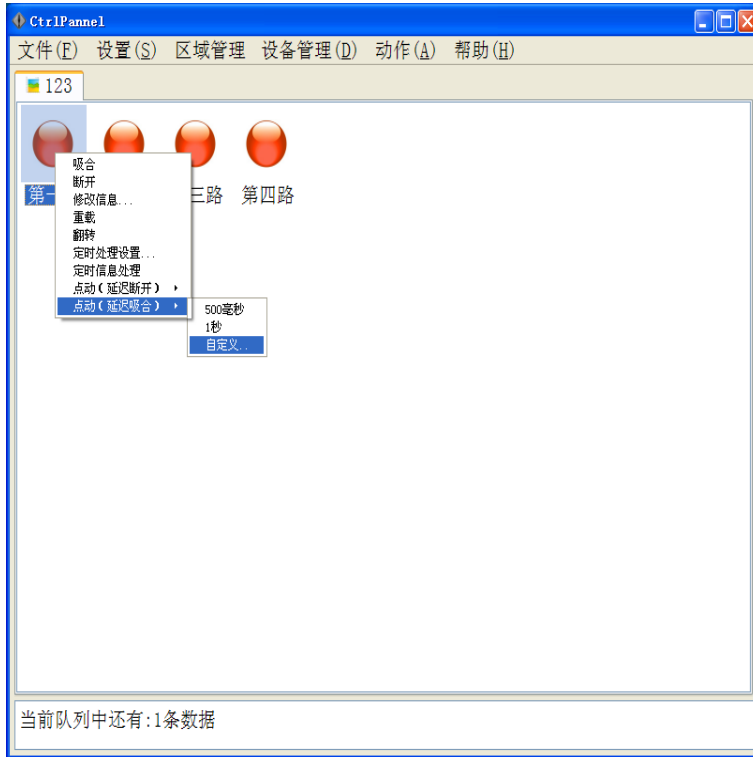 CtrlPannel
文件(F) 设置(S) 区域管理 设备管理(D) 动作(A) 帮助(H)
123
第一 三路 第四路
吸合
断开
修改信息...
重载
翻转
定时处理设置...
定时信息处理
点动(延迟断开)
点动(延迟吸合)
500毫秒
1秒
自定义..
当前队列中还有:1条数据